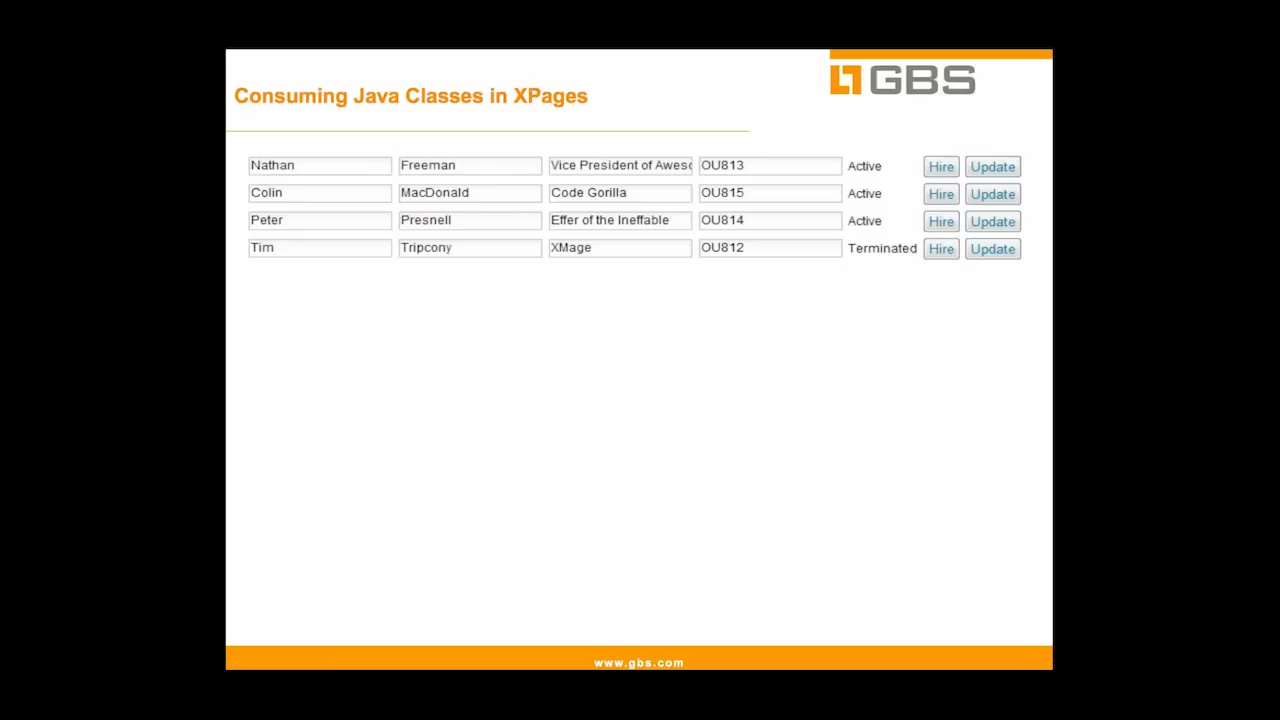 GBS
Consuming Java Classes in XPages
Nathan Freeman Vice President of Aweso OU813 Active Hire Update
Colin MacDonald Code Gorilla OU815 Active Hire Update
Peter Presnell Effer of the Ineffable OU814 Active Hire Update
Tim Tripcony XMage OU812 Terminated Hire Update
www.gbs.com